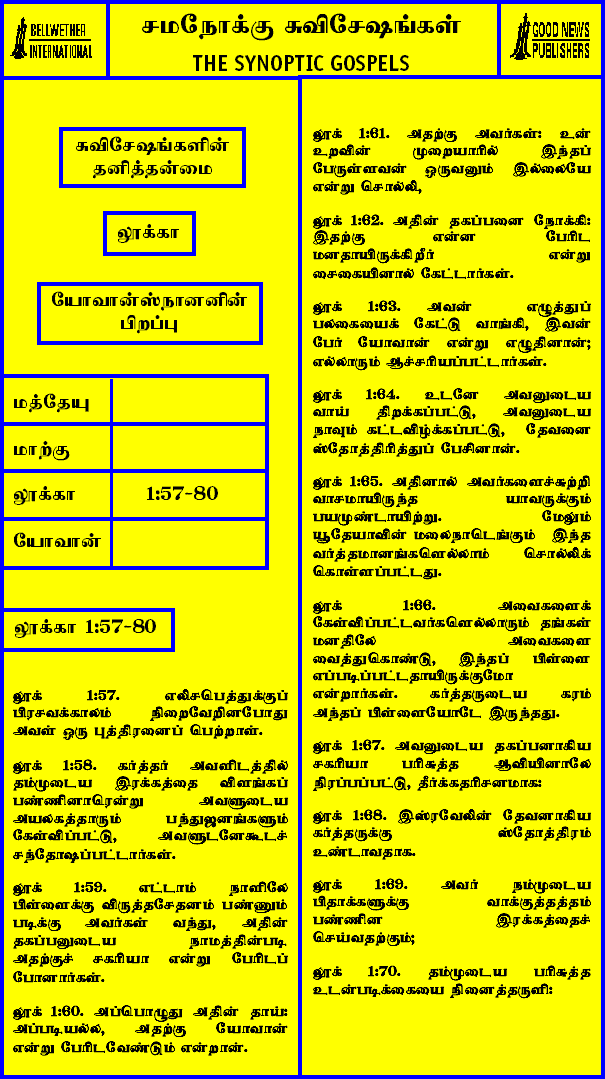 BELLWETHER
INTERNATIONAL
சமநோக்கு சுவிசேஷங்கள்
THE SYNOPTIC GOSPELS
GOOD NEWS
PUBLISHERS
சுவிசேஷங்களின்
தனித்தன்மை
லூக்கா
யோவான்ஸ்நானனின்
பிறப்பு
மத்தேயு
மாற்கு
லூக்கா 1:57-80
யோவான்
லூக்கா 1:57-80
லூக் 1:57. எலிசபெத்துக்குப்
பிரசவக்காலம் நிறைவேறினபோது
அவள் ஒரு புத்திரனைப் பெற்றாள்.
லூக் 1:58. கர்த்தர் அவளிடத்தில்
தம்முடைய இரக்கத்தை விளங்கப்
பண்ணினாரென்று அவளுடைய
அயலகத்தாரும் பந்துஜனங்களும்
கேள்விப்பட்டு, அவளுடனேகூடச்
சந்தோஷப்பட்டார்கள்.
லூக் 1:59. எட்டாம் நாளிலே
பிள்ளைக்கு விருத்தசேதனம் பண்ணும்
படிக்கு அவர்கள் வந்து, அதின்
தகப்பனுடைய நாமத்தின்படி
அதற்குச் சகரியா என்று பேரிடப்
போனார்கள்.
லூக் 1:60. அப்பொழுது அதின் தாய்:
அப்படியல்ல, அதற்கு யோவான்
என்று பேரிடவேண்டும் என்றாள்.
லூக் 1:61. அதற்கு அவர்கள்: உன்
உறவின் முறையாரில் இந்தப்
பேருள்ளவன் ஒருவனும் இல்லையே
என்று சொல்லி,
லூக் 1:62. அதின் தகப்பனை நோக்கி:
இதற்கு என்ன பேரிட
மனதாயிருக்கிறீர் என்று
சைகையினால் கேட்டார்கள்.
லூக் 1:63. அவன் எழுத்துப்
பலகையைக் கேட்டு வாங்கி, இவன்
பேர் யோவான் என்று எழுதினான்;
எல்லாரும் ஆச்சரியப்பட்டார்கள்.
லூக் 1:64. உடனே அவனுடைய
வாய் திறக்கப்பட்டு, அவனுடைய
நாவும் கட்டவிழ்க்கப்பட்டு, தேவனை
ஸ்தோத்திரித்துப் பேசினான்.
லூக் 1:65. அதினால் அவர்களைச்சுற்றி
வாசமாயிருந்த யாவருக்கும்
பயமுண்டாயிற்று. மேலும்
யூதேயாவின் மலைநாடெங்கும் இந்த
வர்த்தமானங்களெல்லாம் சொல்லிக்
கொள்ளப்பட்டது.
லூக் 1:66. அவைகளைக்
கேள்விப்பட்டவர்களெல்லாரும் தங்கள்
மனதிலே அவைகளை
வைத்துகொண்டு, இந்தப் பிள்ளை
எப்படிப்பட்டதாயிருக்குமோ
என்றார்கள். கர்த்தருடைய கரம்
அந்தப் பிள்ளையோடே இருந்தது.
லூக் 1:67. அவனுடைய தகப்பனாகிய
சகரியா பரிசுத்த ஆவியினாலே
நிரப்பப்பட்டு, தீர்க்கதரிசனமாக:
லூக் 1:68. இஸ்ரவேலின் தேவனாகிய
கர்த்தருக்கு ஸ்தோத்திரம்
உண்டாவதாக.
லூக் 1:69. அவர் நம்முடைய
பிதாக்களுக்கு வாக்குத்தத்தம்
பண்ணின இரக்கத்தைச்
செய்வதற்கும்;
லூக் 1:70. தம்முடைய பரிசுத்த
உடன்படிக்கையை நினைத்தருளி: